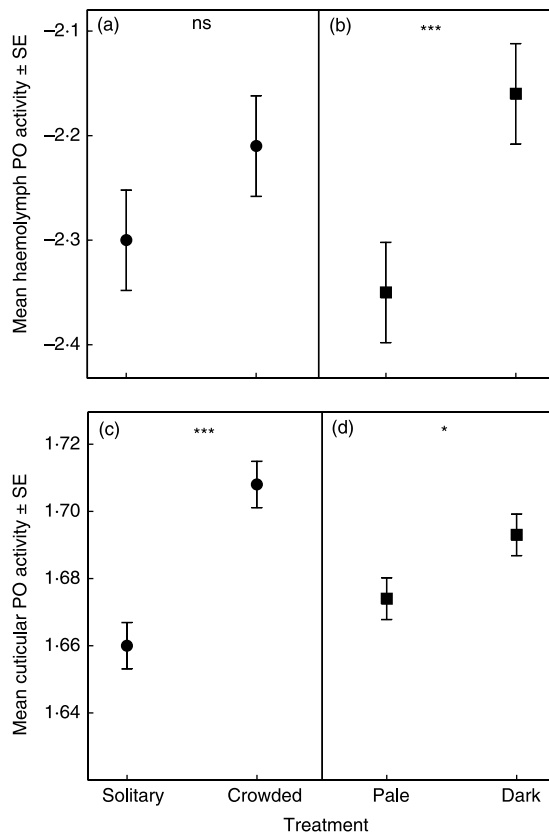 (a)
ns
(b)
***
Mean haemolymph PO activity ± SE
–2·1
–2·2
–2·3
–2·4
(c)
***
(d)
*
Mean cuticular PO activity ± SE
1·72
1·70
1·68
1·66
1·64
Solitary
Crowded
Pale
Dark
Treatment